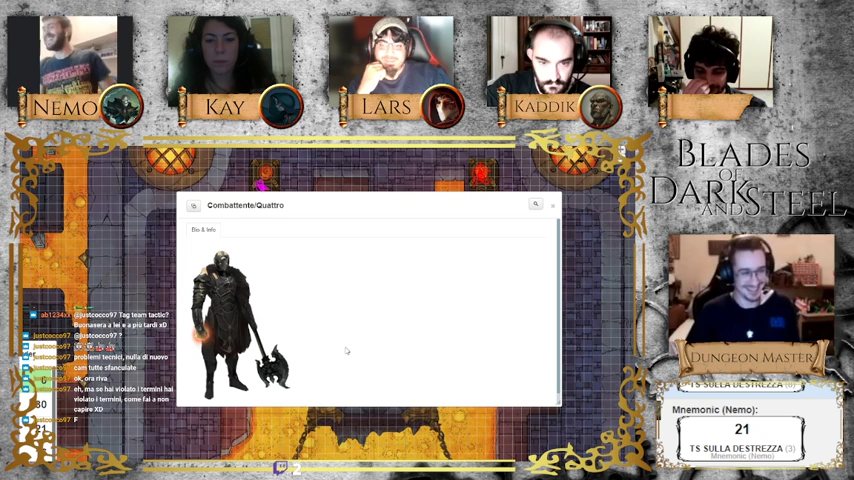 NEMO
KAY
LARS
KADDIK
BLADES
OF
DARK
AND STEEL
Combattente/Quattro
Bio & Info
ab1234xx @justcocco97 Tag team tactic?
Buonasera a lei e a più tardi xD
justcocco97 @justcocco97 ?
justcocco97
problemi tecnici, nulla di nuovo
cam tutte sfanculate
ok, ora riva
eh, ma se hai violato i termini hai
violato i termini, come fai a non
capire XD
justcocco97 F
2
DUNGEON MASTER
TS SULLA DESTREZZA
Mnemonic (Nemo):
21
TS SULLA DESTREZZA (3)
Mnemonic (Nemo)